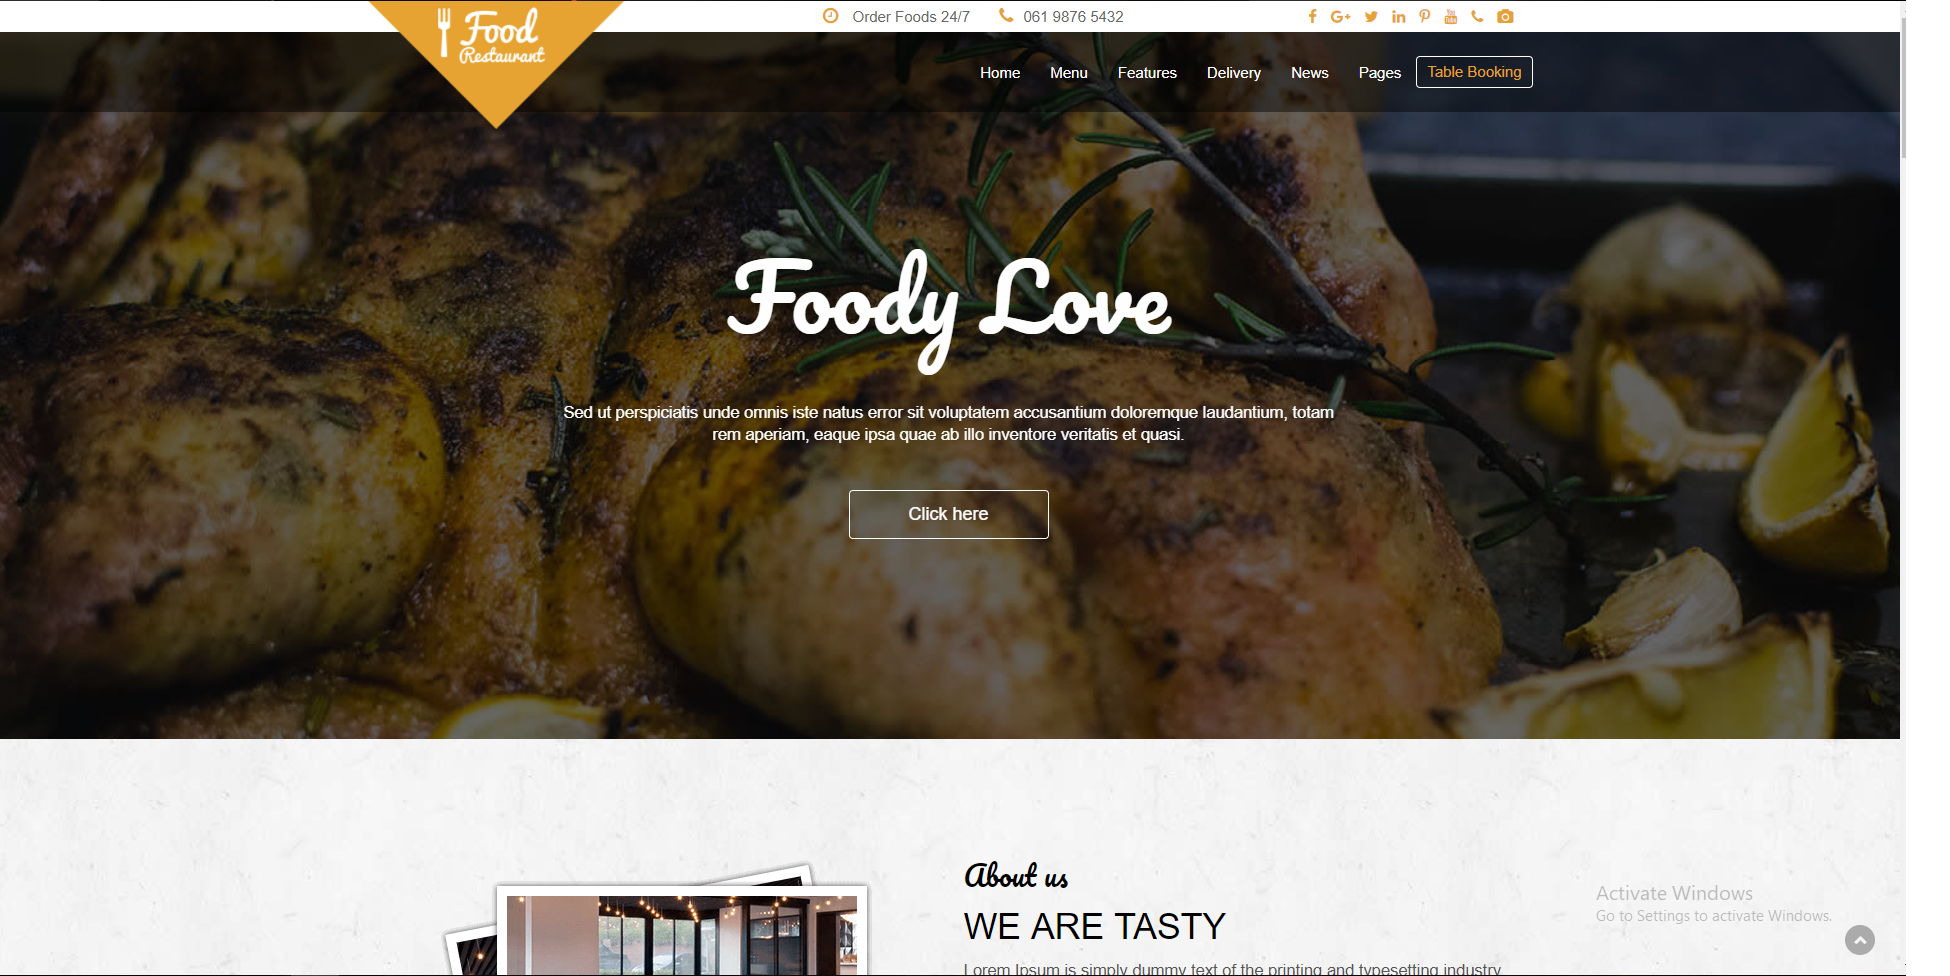 Food
Restaurant
Order Foods 24/7
061 9876 5432
Home
Menu
Features
Delivery
News
Pages
Table Booking
Foody Love
Sed ut perspiciatis unde omnis iste natus error sit voluptatem accusantium doloremque laudantium, totam
rem aperiam, eaque ipsa quae ab illo inventore veritatis et quasi.
Click here
About us
WE ARE TASTY
Lorem Ipsum is simply dummy text of the printing and typesetting industry
Activate Windows
Go to Settings to activate Windows.